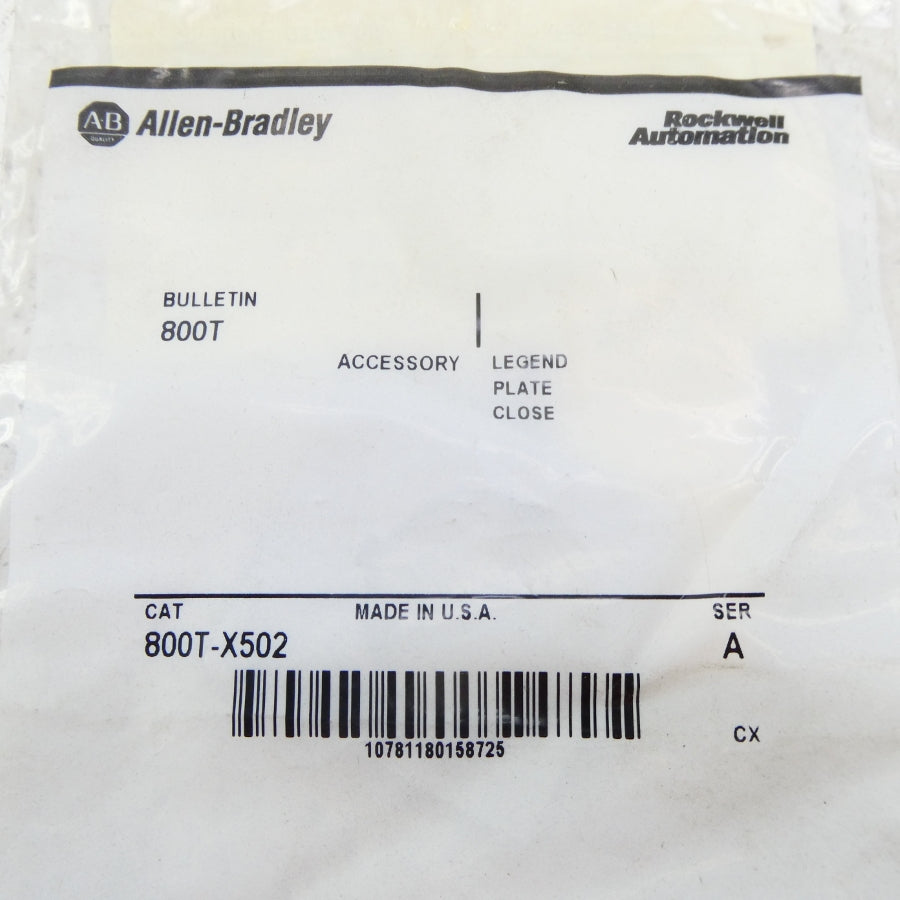 AB QUALITY Allen-Bradley
Rockwell
Automation
BULLETIN
800T
ACCESSORY
LEGEND
PLATE
CLOSE
CAT MADE IN U.S.A. SER
800T-X502 A
10781180158725
CX